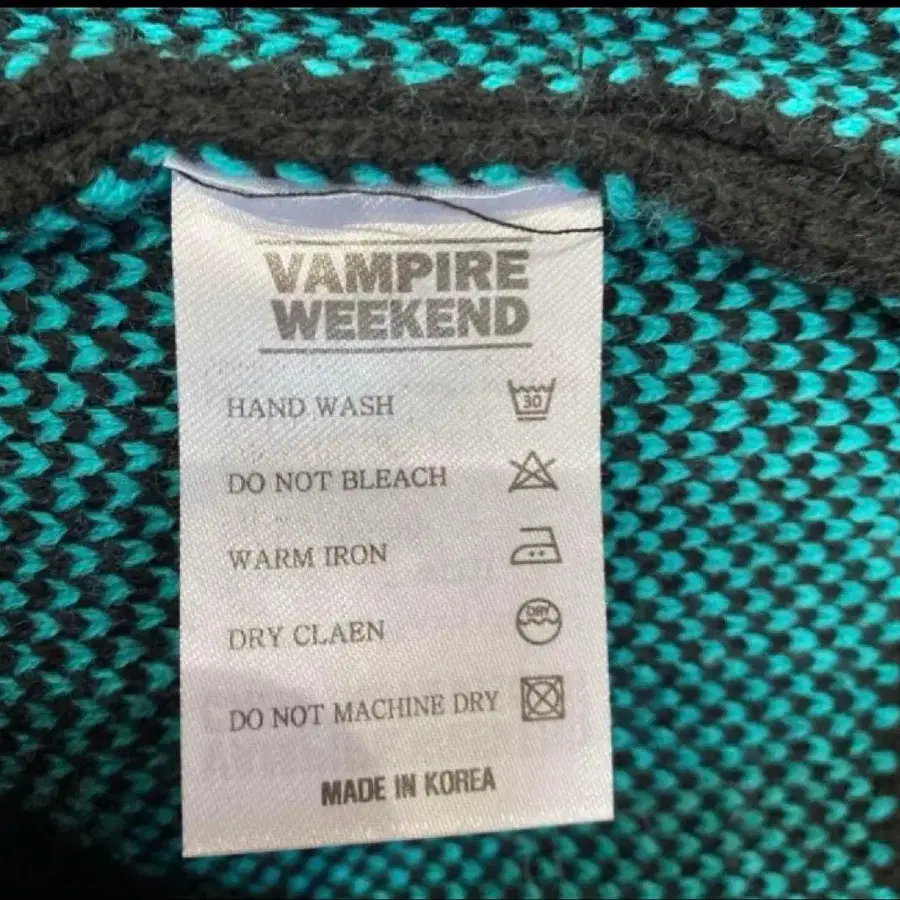 VAMPIRE
WEEKEND
HAND WASH 30
DO NOT BLEACH
WARM IRON
DRY CLAEN DRY
DO NOT MACHINE DRY
MADE IN KOREA